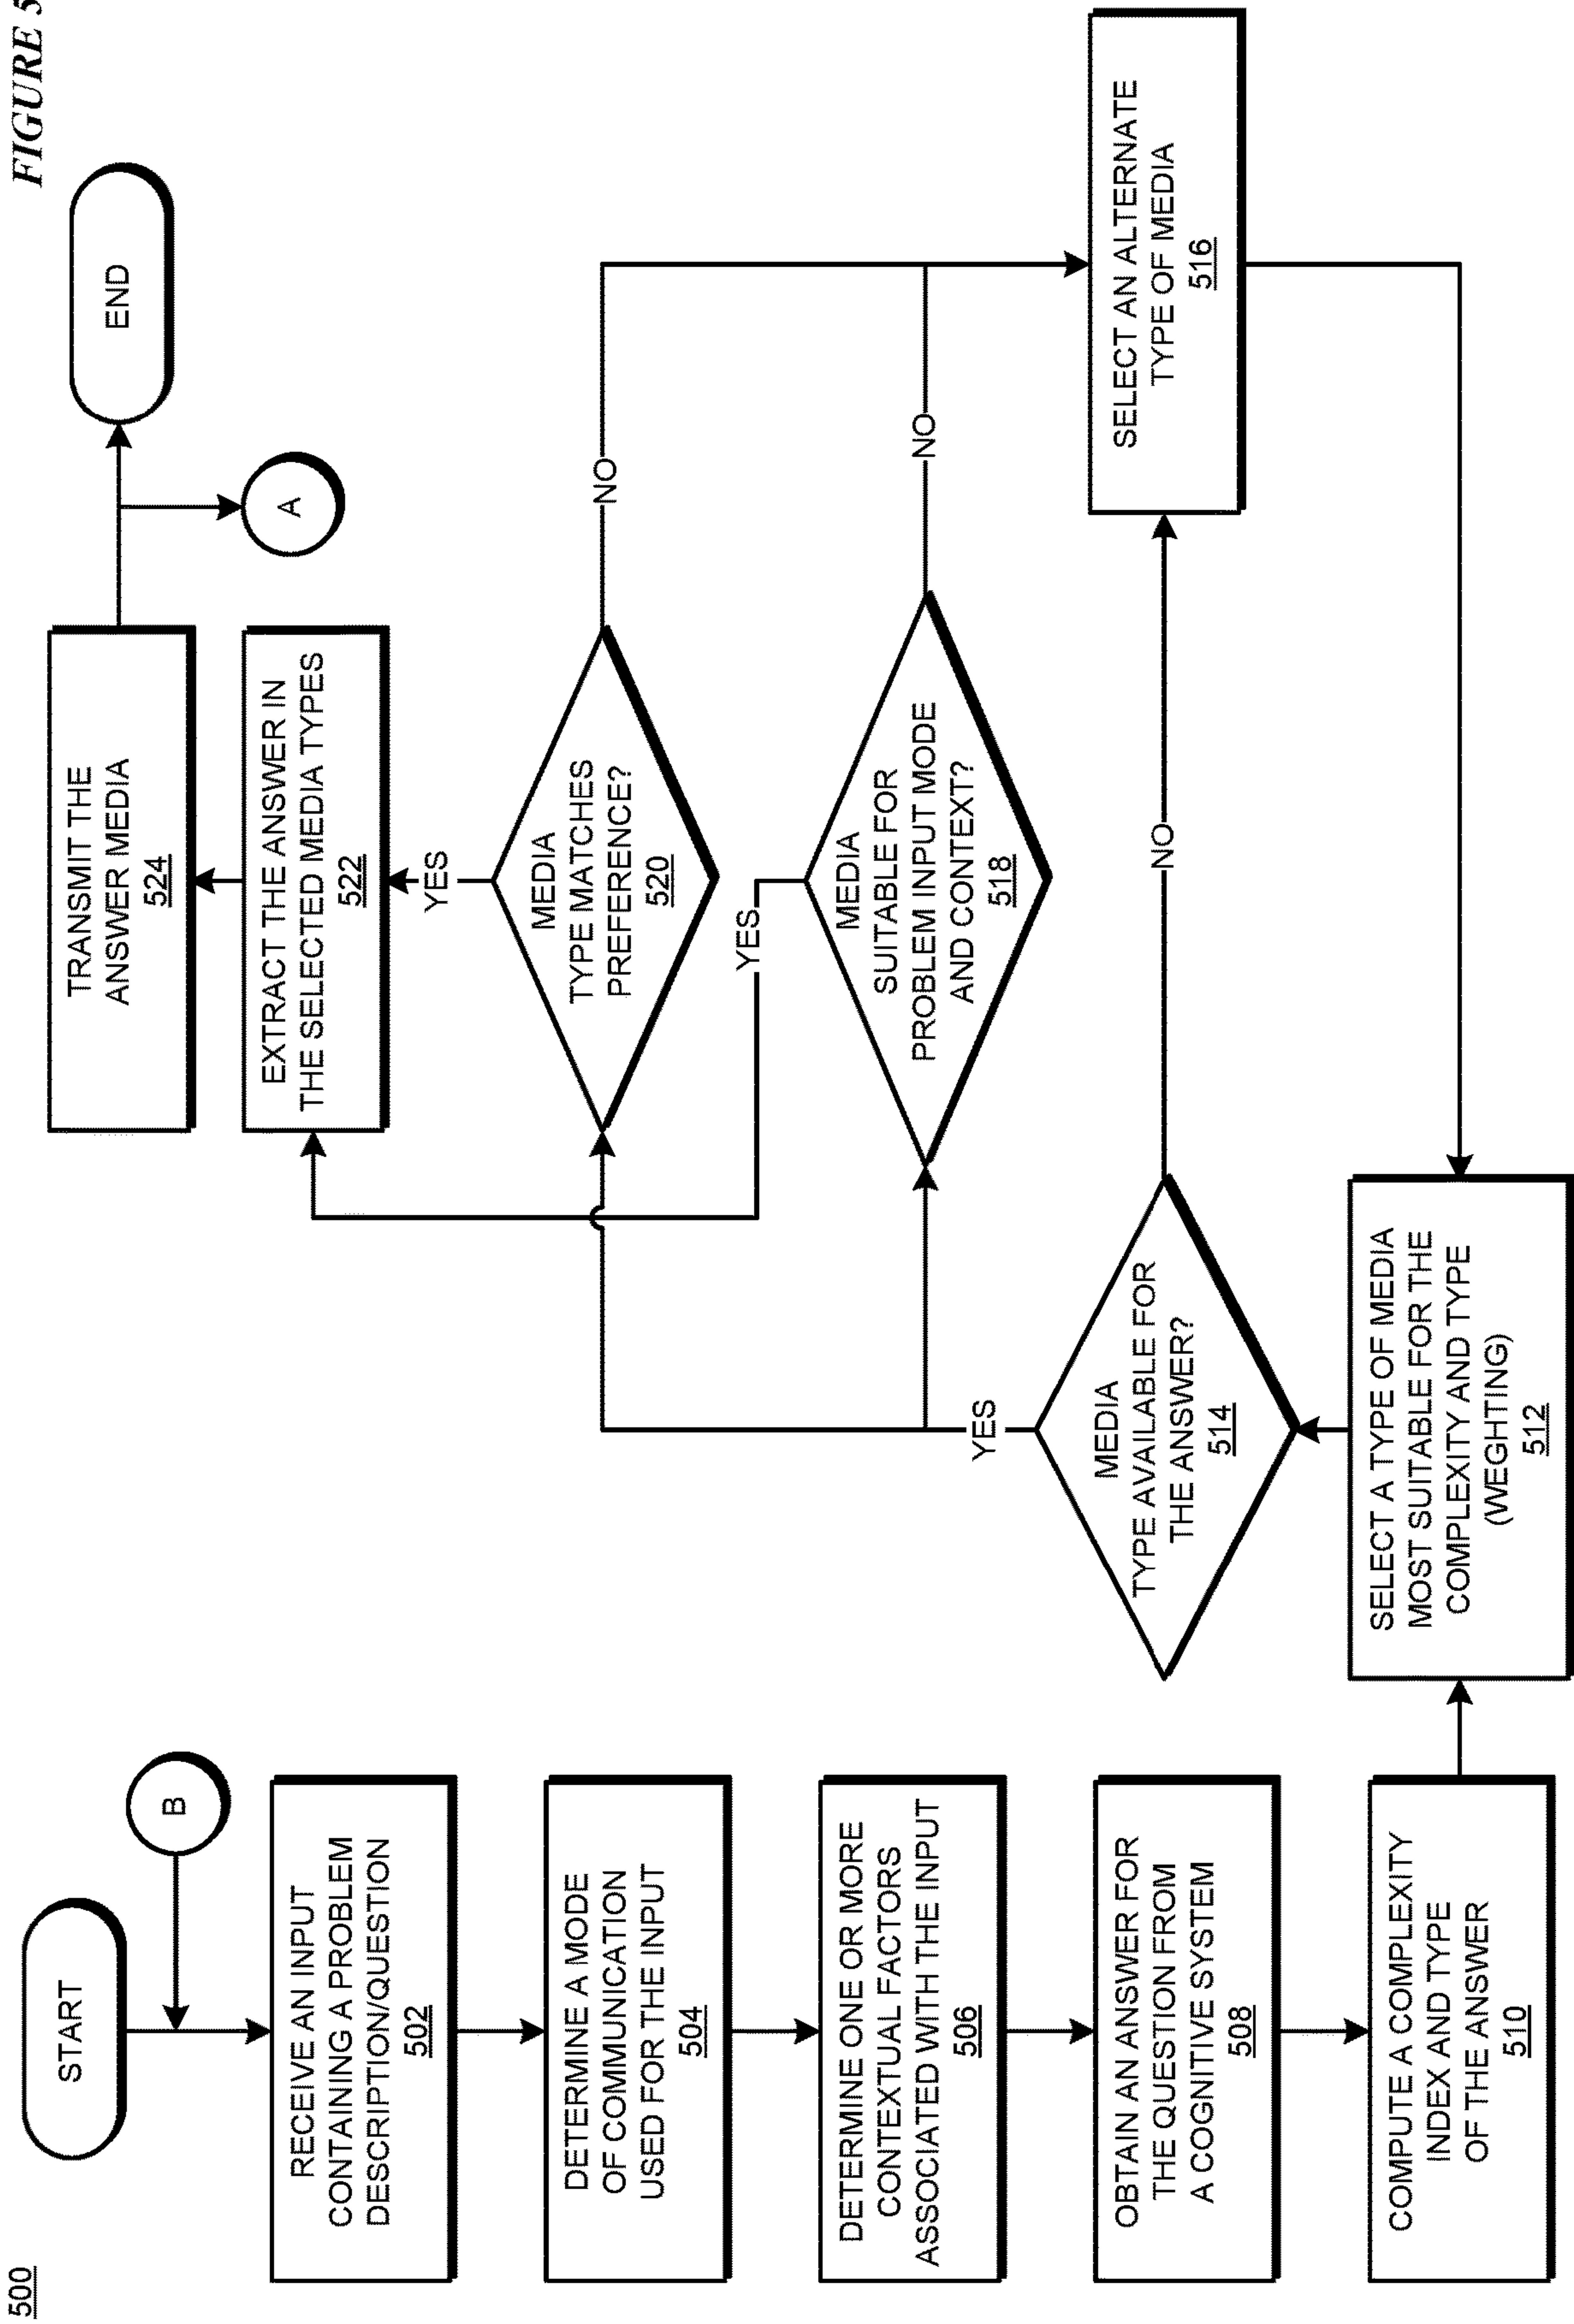 500
FIGURE 5
START
B
RECEIVE AN INPUT
CONTAINING A PROBLEM
DESCRIPTION/QUESTION
502
DETERMINE A MODE
OF COMMUNICATION
USED FOR THE INPUT
504
DETERMINE ONE OR MORE
CONTEXTUAL FACTORS
ASSOCIATED WITH THE INPUT
506
OBTAIN AN ANSWER FOR
THE QUESTION FROM
A COGNITIVE SYSTEM
508
COMPUTE A COMPLEXITY
INDEX AND TYPE
OF THE ANSWER
510
SELECT A TYPE OF MEDIA
MOST SUITABLE FOR THE
COMPLEXITY AND TYPE
(WEGHTING)
512
MEDIA
TYPE AVAILABLE FOR
THE ANSWER?
514
YES
NO
SELECT AN ALTERNATE
TYPE OF MEDIA
516
MEDIA
SUITABLE FOR
PROBLEM INPUT MODE
AND CONTEXT?
518
YES
NO
MEDIA
TYPE MATCHES
PREFERENCE?
520
YES
NO
EXTRACT THE ANSWER IN
THE SELECTED MEDIA TYPES
522
TRANSMIT THE
ANSWER MEDIA
524
A
END